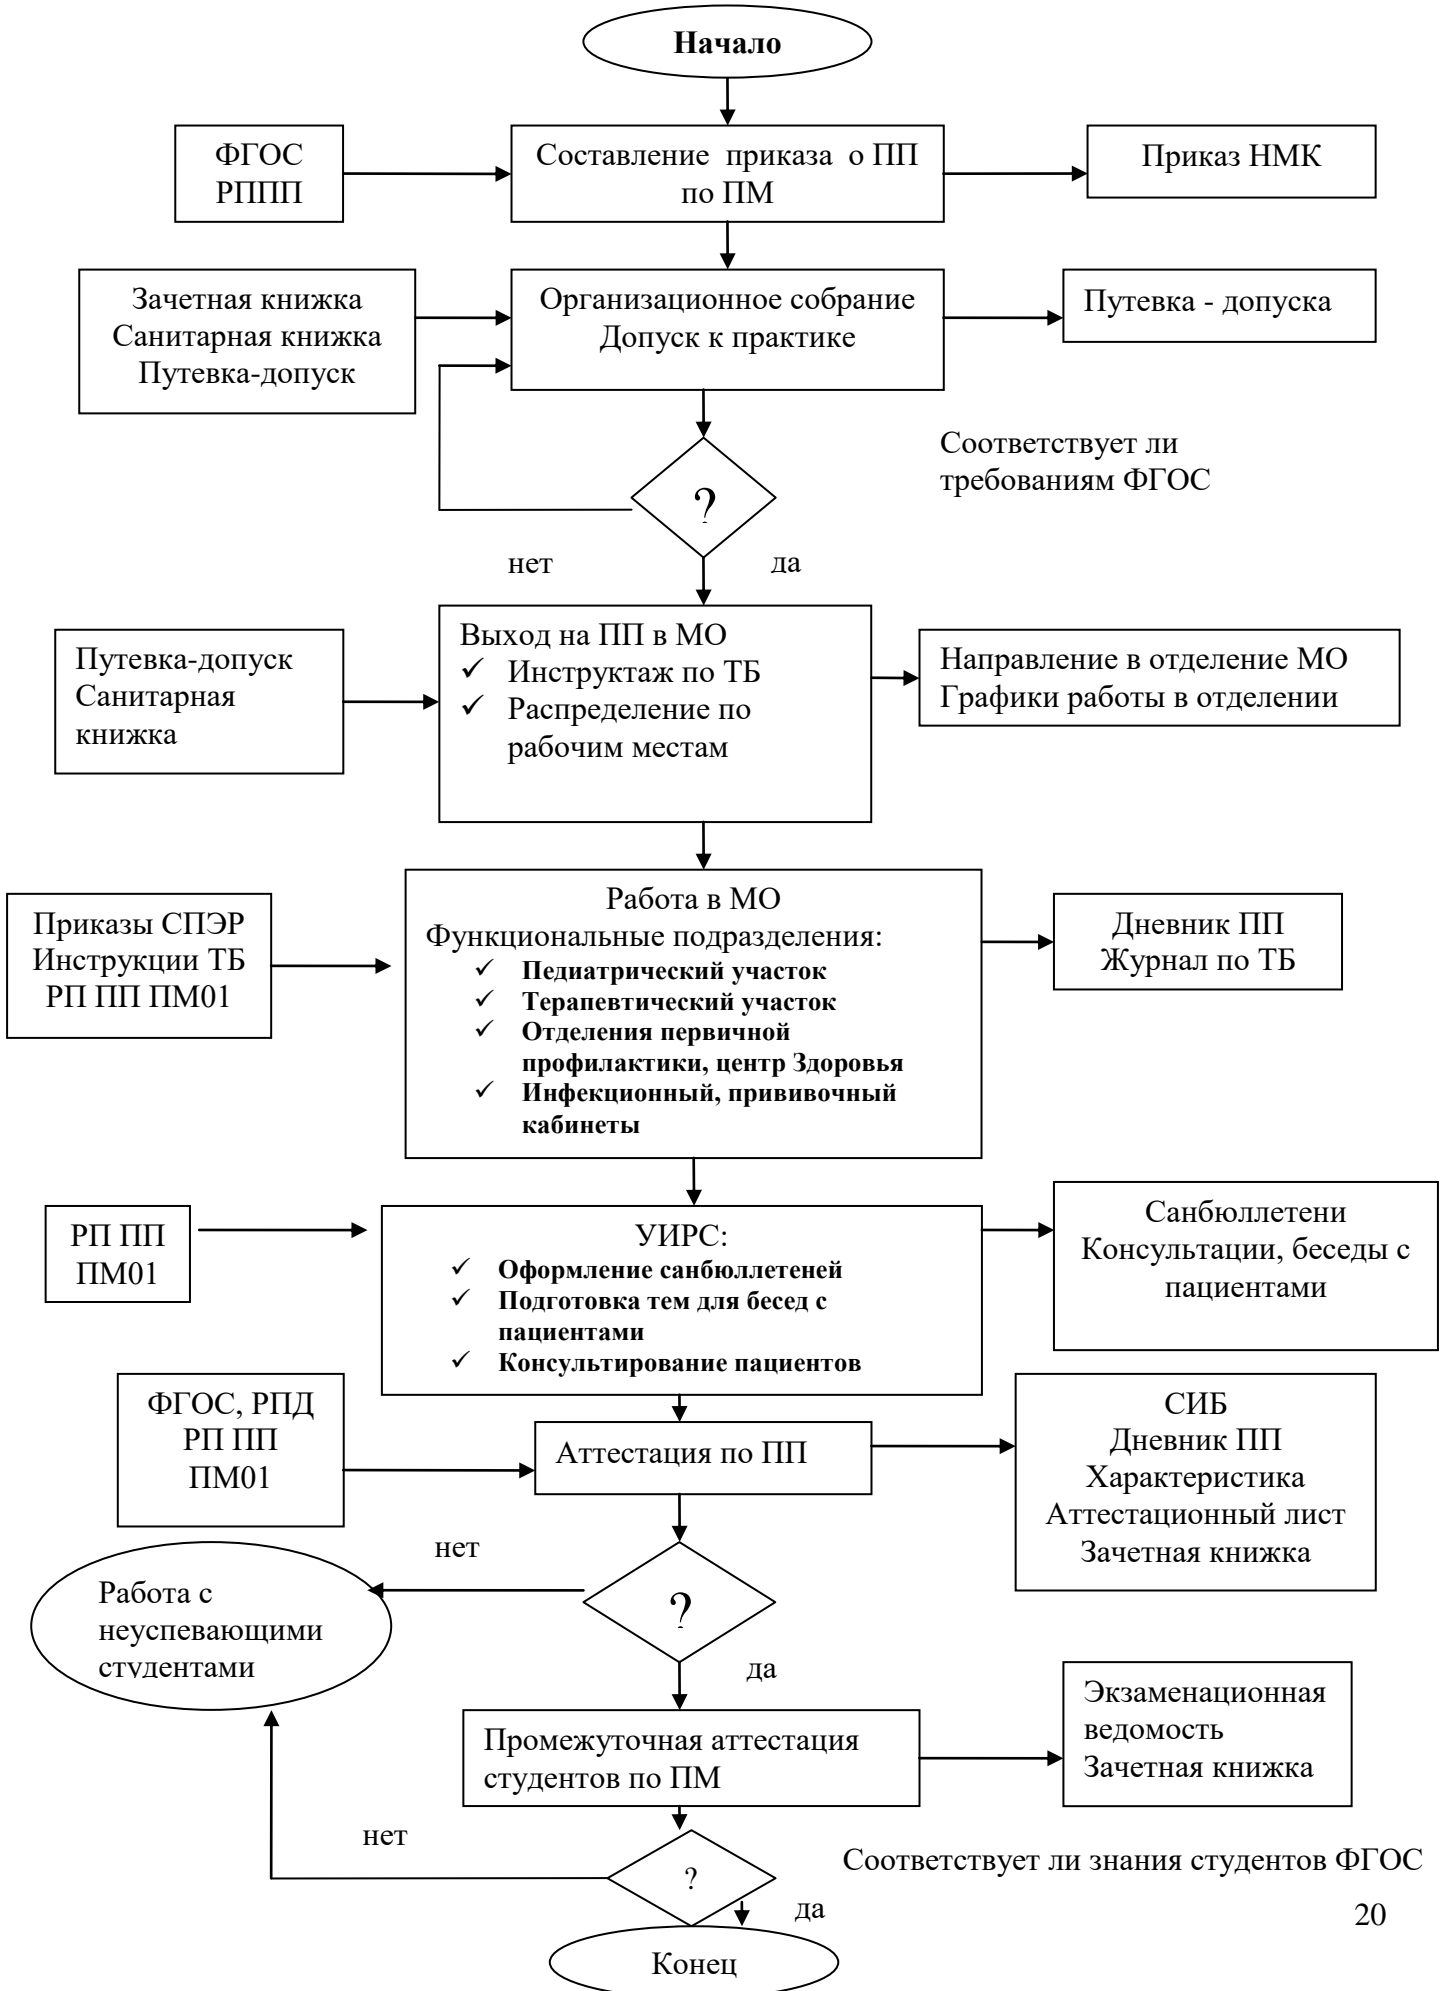 Начало
ФГОС
РППП
Составление приказа о ПП
по ПМ
Приказ НМК
Зачетная книжка
Санитарная книжка
Путевка-допуск
Организационное собрание
Допуск к практике
Путевка - допуска
Соответствует ли
требованиям ФГОС
?
нет
да
Путевка-допуск
Санитарная
книжка
Выход на ПП в МО
✓ Инструктаж по ТБ
✓ Распределение по
рабочим местам
Направление в отделение МО
Графики работы в отделении
Приказы СПЭР
Инструкции ТБ
РП ПП ПМ01
Работа в МО
Функциональные подразделения:
✓ Педиатрический участок
✓ Терапевтический участок
✓ Отделения первичной
профилактики, центр Здоровья
✓ Инфекционный, прививочный
кабинеты
Дневник ПП
Журнал по ТБ
РП ПП
ПМ01
УИРС:
✓ Оформление санбюллетеней
✓ Подготовка тем для бесед с
пациентами
✓ Консультирование пациентов
Санбюллетени
Консультации, беседы с
пациентами
ФГОС, РПД
РП ПП
ПМ01
Аттестация по ПП
СИБ
Дневник ПП
Характеристика
Аттестационный лист
Зачетная книжка
нет
?
да
Работа с
неуспевающими
студентами
Промежуточная аттестация
студентов по ПМ
Экзаменационная
ведомость
Зачетная книжка
нет
?
Соответствует ли знания студентов ФГОС
да
20
Конец